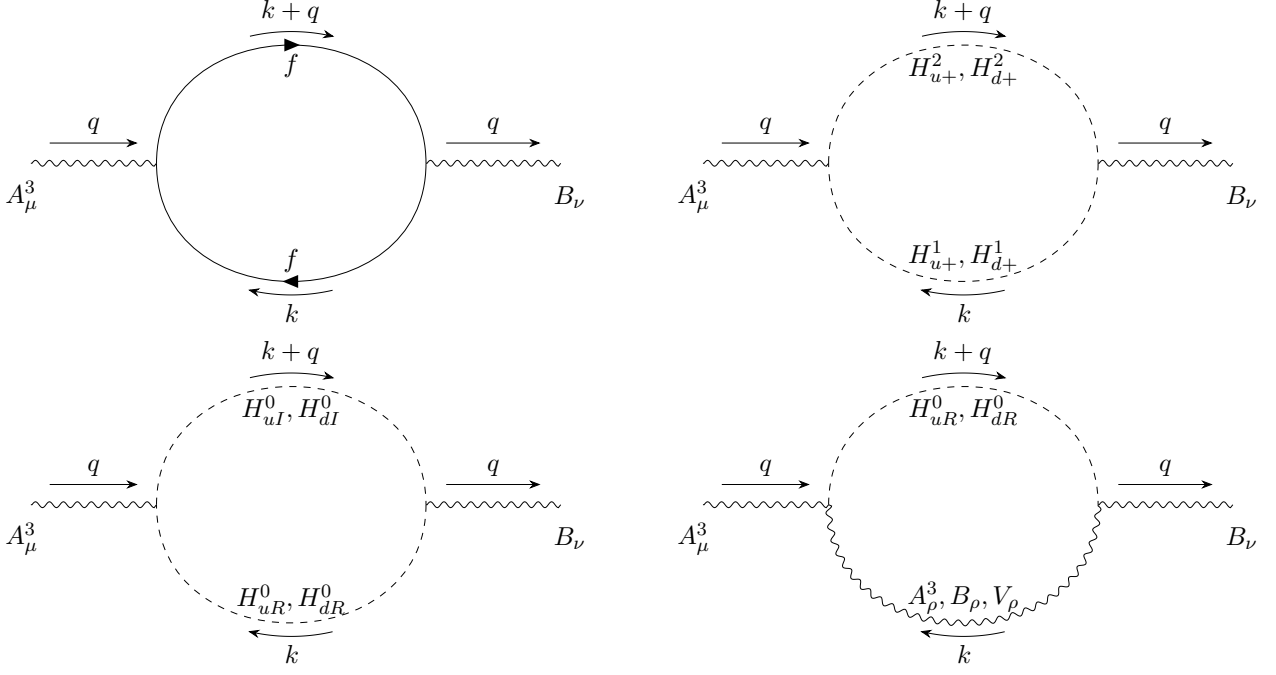 k + q
f
q
q
A^3_μ
B_ν
f
k
k + q
H^2_{u+}, H^2_{d+}
q
q
A^3_μ
B_ν
H^1_{u+}, H^1_{d+}
k
k + q
H^0_{uI}, H^0_{dI}
q
q
A^3_μ
B_ν
H^0_{uR}, H^0_{dR}
k
k + q
H^0_{uR}, H^0_{dR}
q
q
A^3_μ
B_ν
A^3_ρ, B_ρ, V_ρ
k